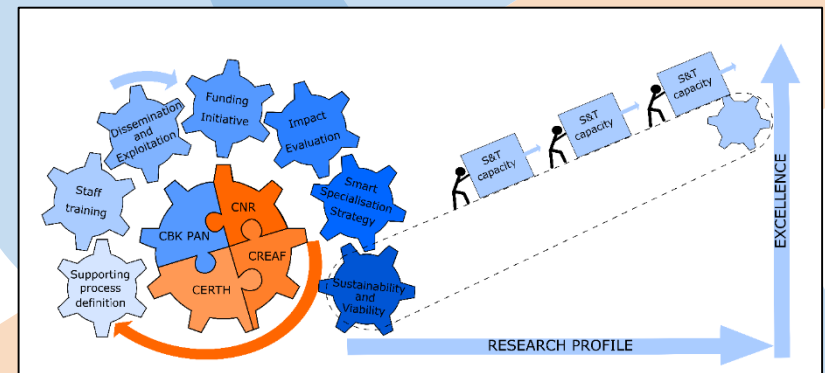 Supporting
process
definition
Staff
training
Dissemination
and
Exploitation
Funding
Initiative
Impact
Evaluation
Smart
Specialisation
Strategy
Sustainability
and
Viability
CBK PAN
CNR
CREAF
CERTH
S&T
capacity
S&T
capacity
S&T
capacity
RESEARCH PROFILE
EXCELLENCE